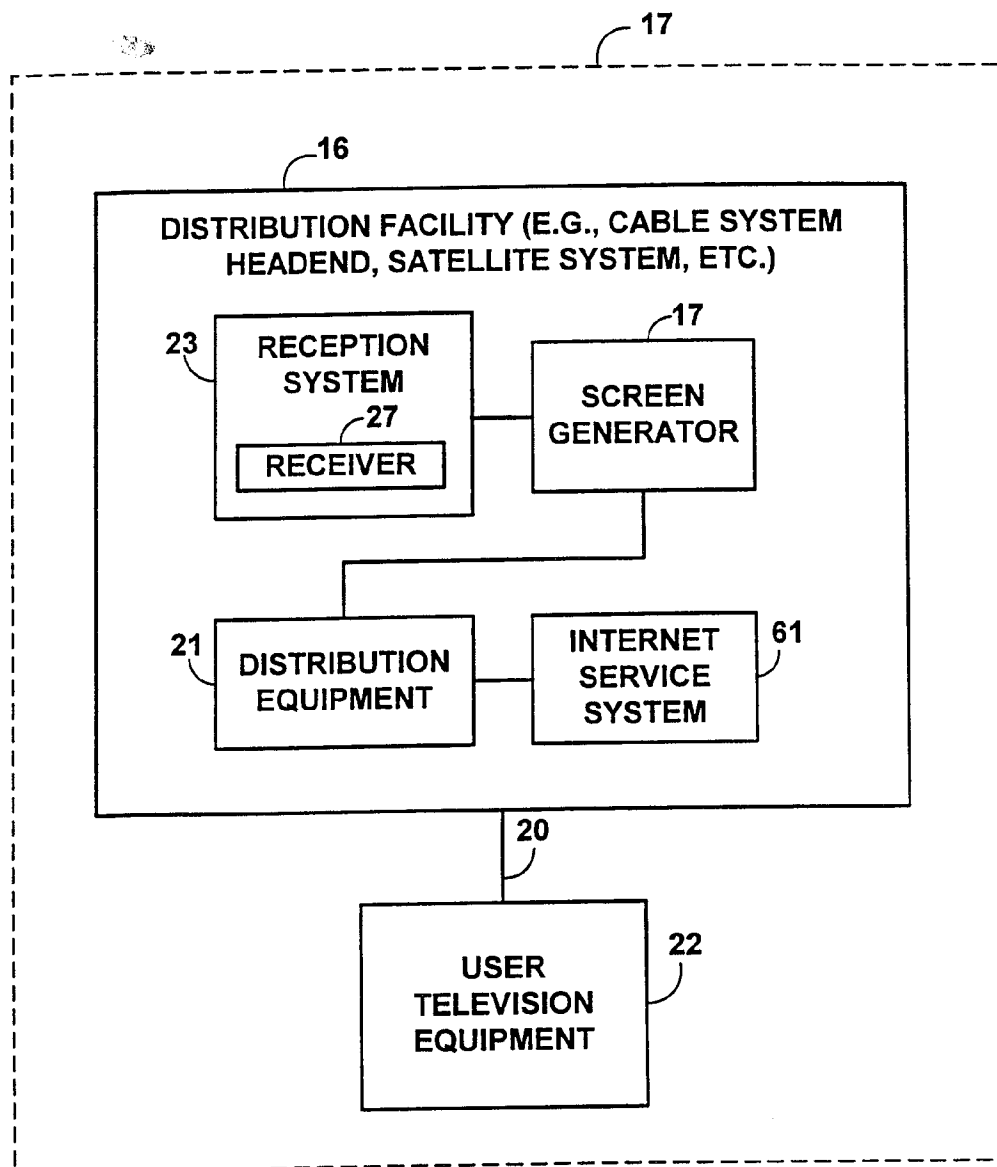 17
16
DISTRIBUTION FACILITY (E.G., CABLE SYSTEM
HEADEND, SATELLITE SYSTEM, ETC.)
23
RECEPTION
SYSTEM
27
RECEIVER
17
SCREEN
GENERATOR
21
DISTRIBUTION
EQUIPMENT
INTERNET
SERVICE
SYSTEM
61
20
USER
TELEVISION
EQUIPMENT
22